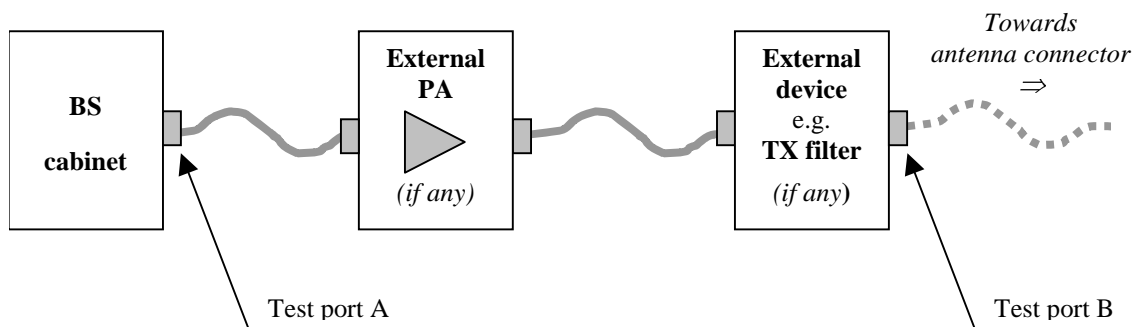 BS
cabinet
External
PA
(if any)
External
device
e.g.
TX filter
(if any)
Towards
antenna connector
⇒
Test port A
Test port B